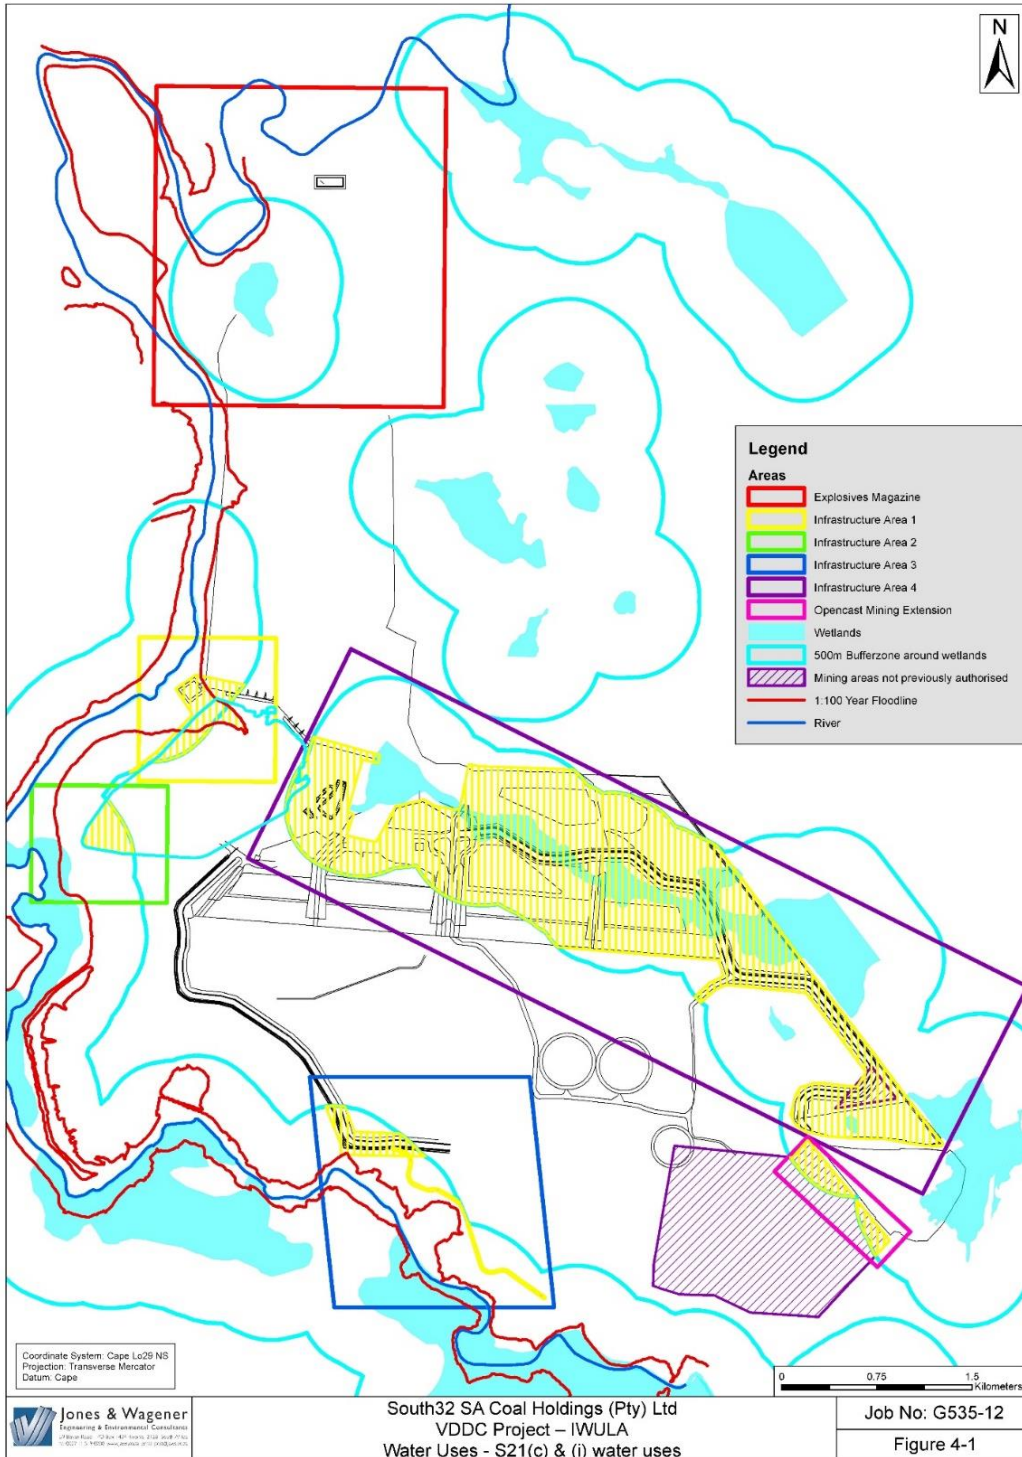 N
Legend
Areas
Explosives Magazine
Infrastructure Area 1
Infrastructure Area 2
Infrastructure Area 3
Infrastructure Area 4
Opencast Mining Extension
Wetlands
500m Bufferzone around wetlands
Mining areas not previously authorised
1:100 Year Floodline
River
Coordinate System: Cape Lo29 NS
Projection: Transverse Mercator
Datum: Cape
0 0.75 1.5
Kilometers
Jones & Wagener
Engineering & Environmental Consultants
South32 SA Coal Holdings (Pty) Ltd
VDDC Project – IWULA
Water Uses - S21(c) & (i) water uses
Job No: G535-12
Figure 4-1